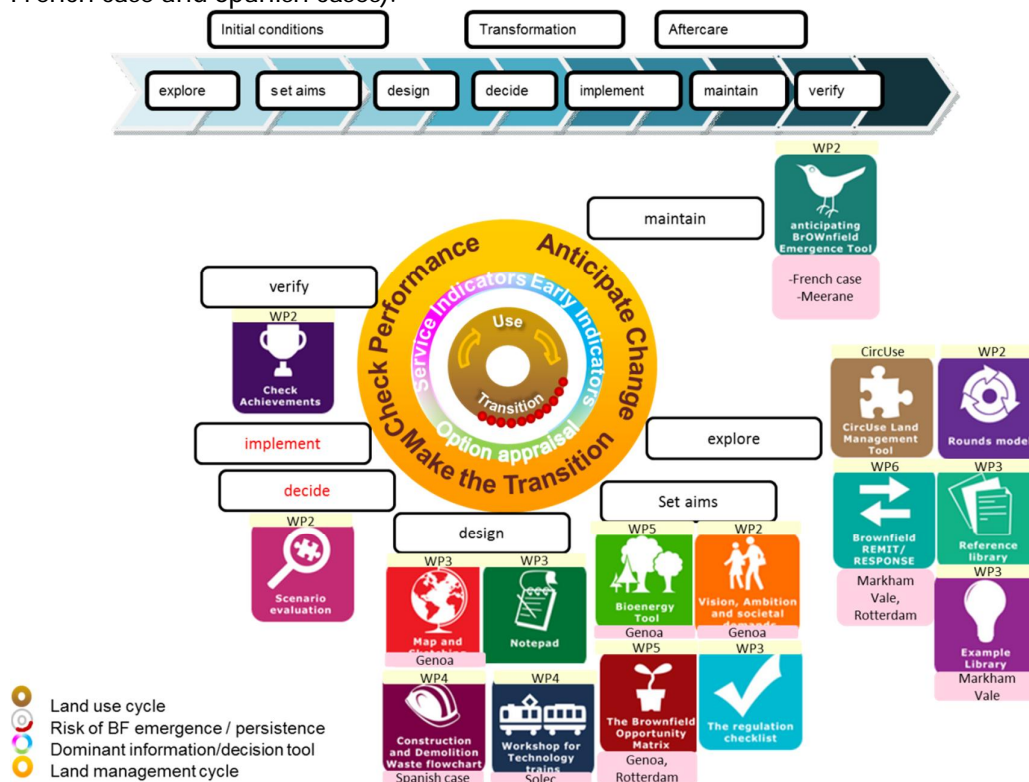 French case and Spanish cases).
Initial conditions
Transformation
Aftercare
explore
set aims
design
decide
implement
maintain
verify
WP2
anticipating
BrOWnfield
Emergence Tool
-French case
-Meerane
maintain
Check Performance
Anticipate Change
Make the Transition
Service Indicators
Early Indicators
Option appraisal
Use
Transition
verify
WP2
Check
Achievements
implement
decide
WP2
Scenario
evaluation
explore
CircUse
CircUse Land
Management
Tool
WP2
Rounds model
WP6
Brownfield
REMIT/
RESPONSE
Markham
Vale,
Rotterdam
WP3
Reference
library
WP3
Example
Library
Markham
Vale
Set aims
WP5
Bioenergy
Tool
Genoa
WP2
Vision, Ambition
and societal
demands
Genoa
WP5
The Brownfield
Opportunity
Matrix
Genoa,
Rotterdam
WP3
The regulation
checklist
design
WP3
Map and
Genoa
WP3
Notepad
WP4
Construction
and Demolition
Waste flowchart
Spanish case
WP4
Workshop for
Technology
trains
Solec
Land use cycle
Risk of BF emergence / persistence
Dominant information/decision tool
Land management cycle